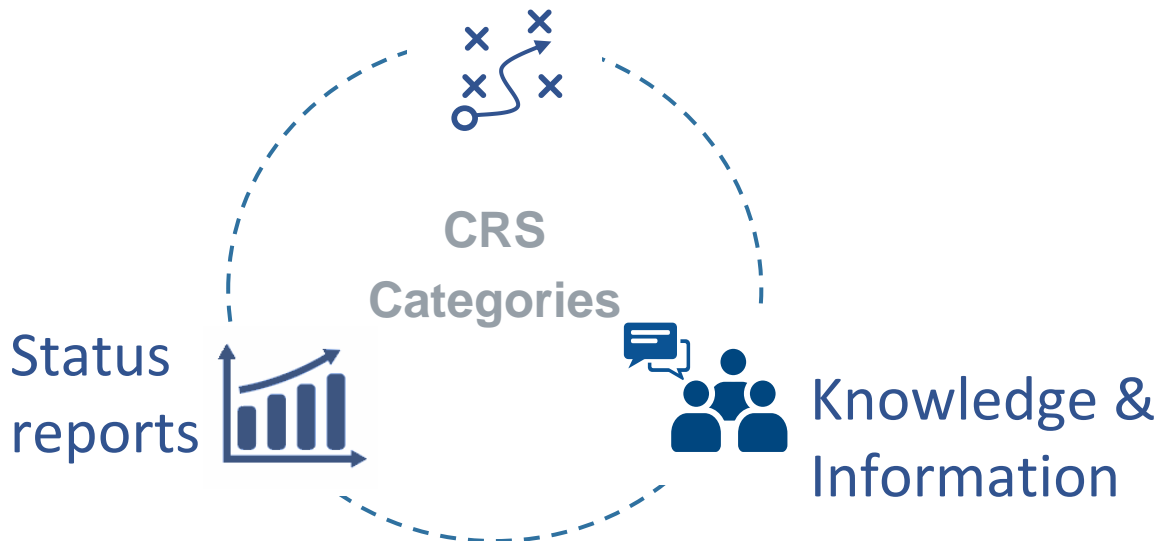 CRS
Categories
Status
reports
Knowledge &
Information